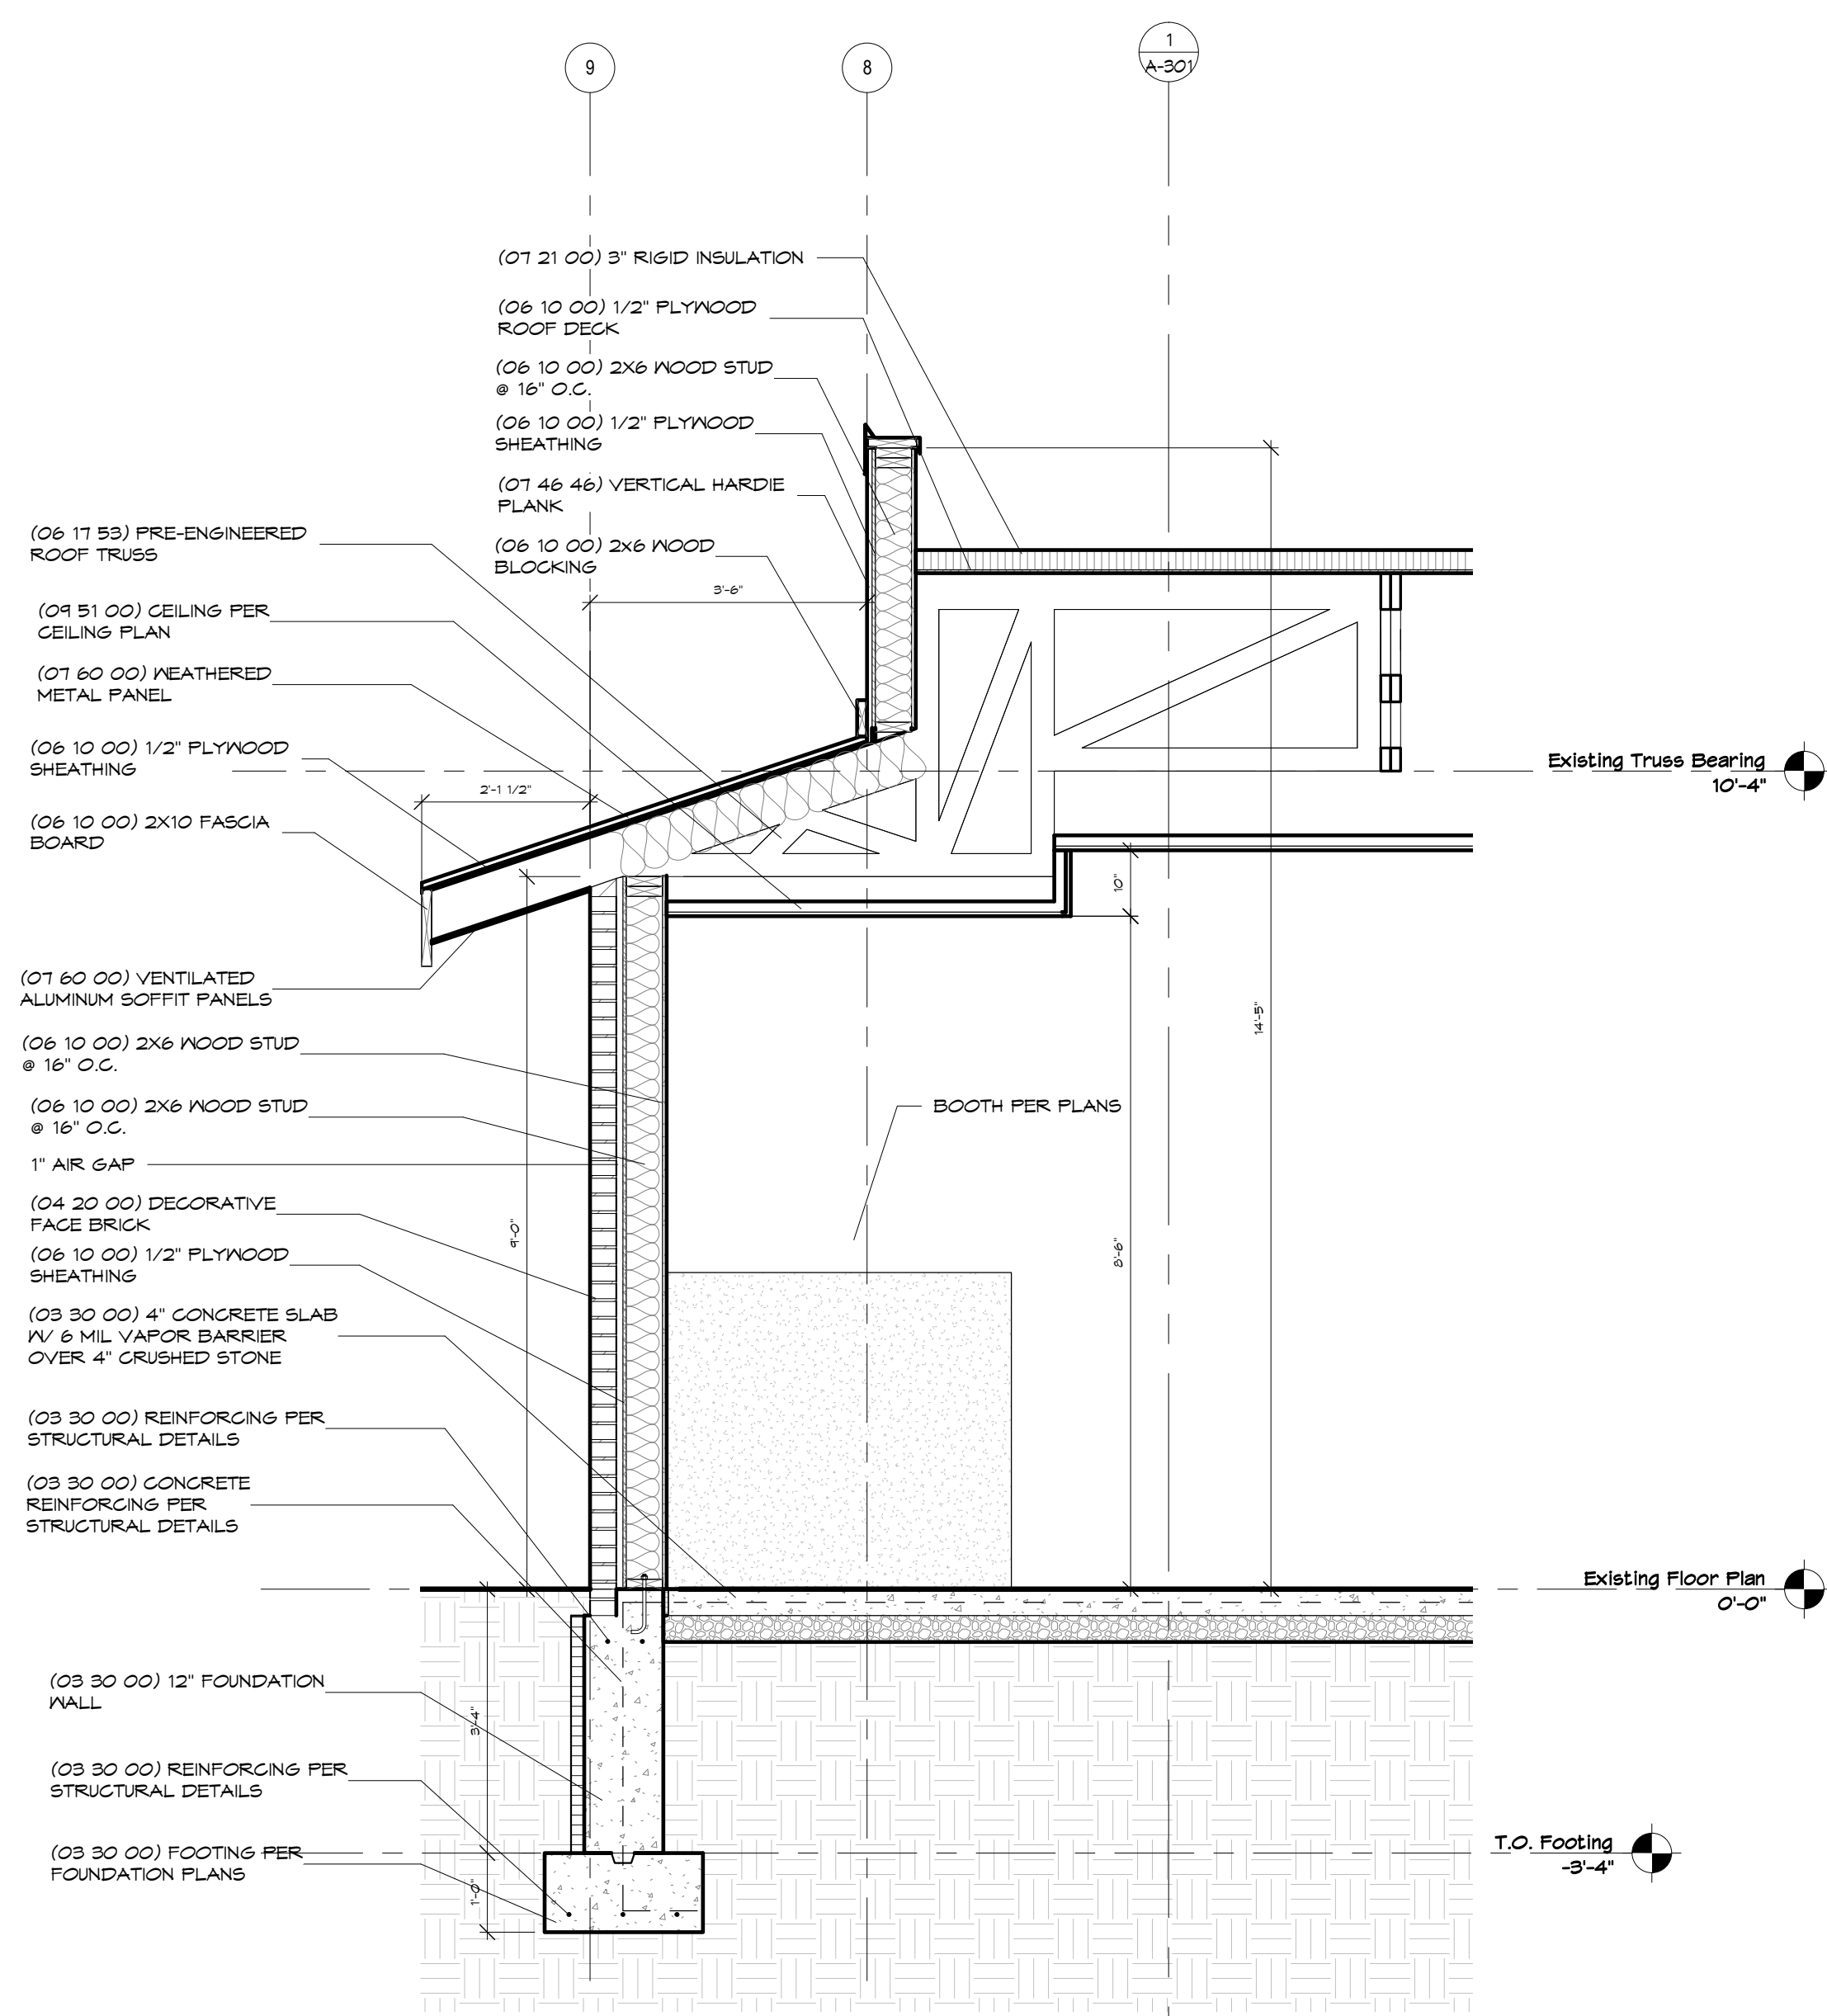 9
8
1
A-301
(07 21 00) 3" RIGID INSULATION
(06 10 00) 1/2" PLYWOOD
ROOF DECK
(06 10 00) 2X6 WOOD STUD
@ 16" O.C.
(06 10 00) 1/2" PLYWOOD
SHEATHING
(07 46 46) VERTICAL HARDIE
PLANK
(06 10 00) 2x6 WOOD
BLOCKING
3'-6"
(06 17 53) PRE-ENGINEERED
ROOF TRUSS
(09 51 00) CEILING PER
CEILING PLAN
(07 60 00) WEATHERED
METAL PANEL
(06 10 00) 1/2" PLYWOOD
SHEATHING
2'-1 1/2"
(06 10 00) 2X10 FASCIA
BOARD
Existing Truss Bearing
10'-4"
10"
(07 60 00) VENTILATED
ALUMINUM SOFFIT PANELS
14'-5"
(06 10 00) 2X6 WOOD STUD
@ 16" O.C.
(06 10 00) 2X6 WOOD STUD
@ 16" O.C.
BOOTH PER PLANS
1" AIR GAP
(04 20 00) DECORATIVE
FACE BRICK
9'-0"
8'-6"
(06 10 00) 1/2" PLYWOOD
SHEATHING
(03 30 00) 4" CONCRETE SLAB
W/ 6 MIL VAPOR BARRIER
OVER 4" CRUSHED STONE
(03 30 00) REINFORCING PER
STRUCTURAL DETAILS
(03 30 00) CONCRETE
REINFORCING PER
STRUCTURAL DETAILS
Existing Floor Plan
0'-0"
(03 30 00) 12" FOUNDATION
WALL
3'-4"
(03 30 00) REINFORCING PER
STRUCTURAL DETAILS
(03 30 00) FOOTING PER
FOUNDATION PLANS
1'-0"
T.O. Footing
-3'-4"